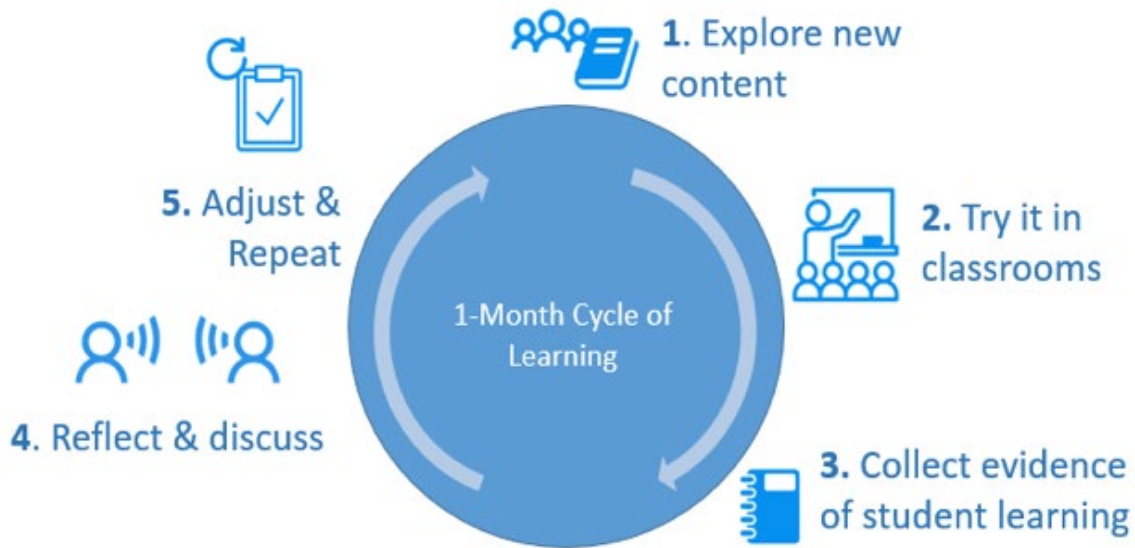 1. Explore new
content
2. Try it in
classrooms
3. Collect evidence
of student learning
4. Reflect & discuss
5. Adjust &
Repeat
1-Month Cycle of
Learning